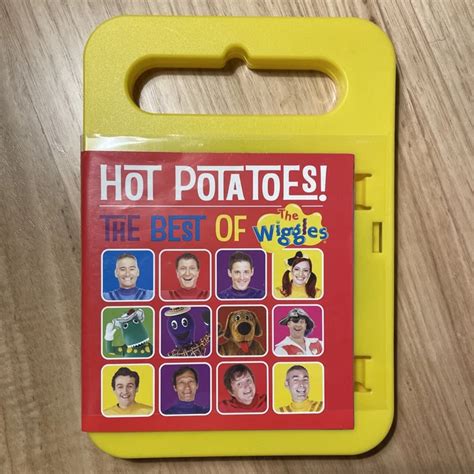 HOT POTATOES!
THE BEST OF The Wiggles